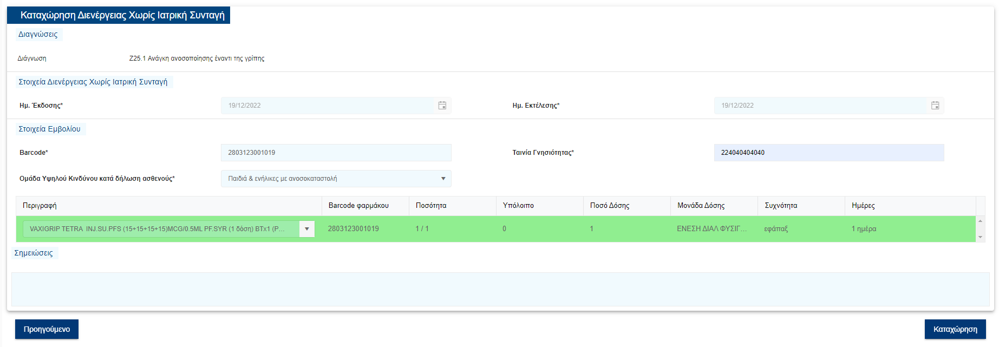 Καταχώρηση Διενέργειας Χωρίς Ιατρική Συνταγή
Διαγνώσεις
Διάγνωση Z25.1 Ανάγκη ανοσοποίησης έναντι της γρίπης
Στοιχεία Διενέργειας Χωρίς Ιατρική Συνταγή
Ημ. Έκδοσης* 19/12/2022 Ημ. Εκτέλεσης* 19/12/2022
Στοιχεία Εμβολίου
Barcode* 2803123001019 Ταινία Γνησιότητας* 224040404040
Ομάδα Υψηλού Κινδύνου κατά δήλωση ασθενούς* Παιδιά & ενήλικες με ανοσοκαταστολή
Περιγραφή Barcode φαρμάκου Ποσότητα Υπόλοιπο Ποσό Δόσης Μονάδα Δόσης Συχνότητα Ημέρες
VAXIGRIP TETRA INJ.SU.PFS (15+15+15+15)MCG/0.5ML PF.SYR (1 δόση) BTx1 (P... 2803123001019 1 / 1 0 1 ΕΝΕΣΗ ΔΙΑΛ ΦΥΣΙΓ... εφάπαξ 1 ημέρα
Σημειώσεις
Προηγούμενο Καταχώρηση